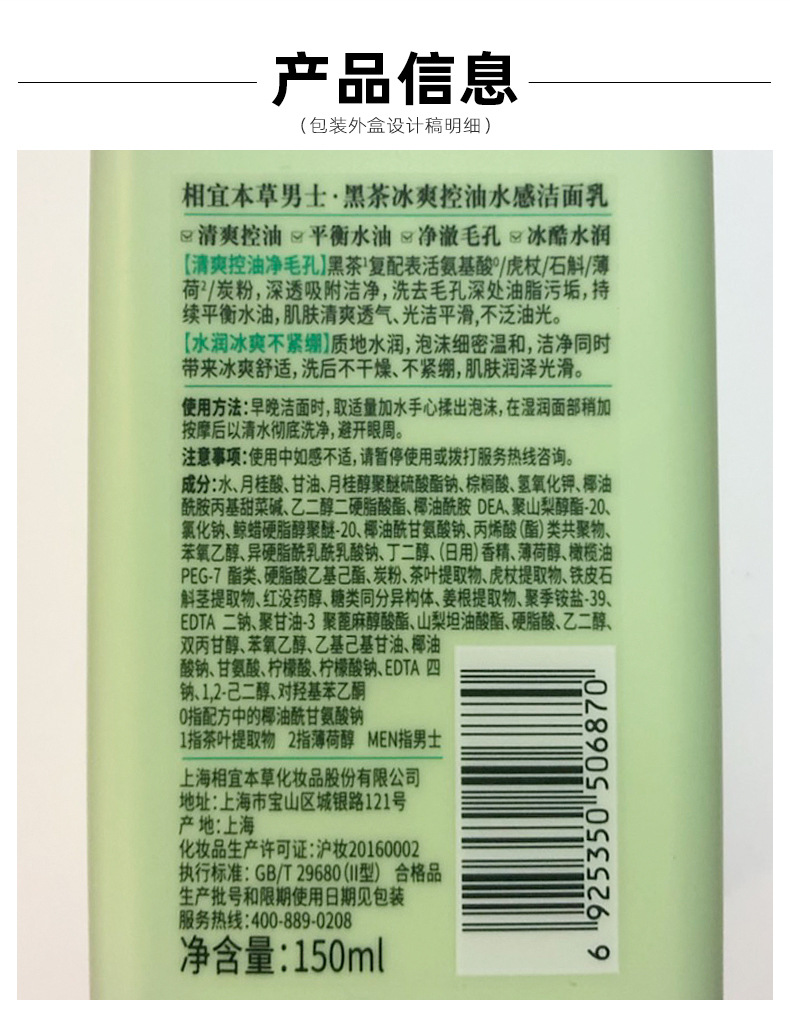 产品信息
（包装外盒设计稿明细）
相宜本草男士·黑茶冰爽控油水感洁面乳
清爽控油 平衡水油 净澈毛孔 冰酷水润
【清爽控油净毛孔】黑茶¹复配表活氨基酸⁰/虎杖/石斛/薄
荷²/炭粉，深透吸附洁净，洗去毛孔深处油脂污垢，持
续平衡水油，肌肤清爽透气、光洁平滑，不泛油光。
【水润冰爽不紧绷】质地水润，泡沫细密温和，洁净同时
带来冰爽舒适，洗后不干燥、不紧绷，肌肤润泽光滑。
使用方法：早晚洁面时，取适量加水手心揉出泡沫，在湿润面部稍加
按摩后以清水彻底洗净，避开眼周。
注意事项：使用中如感不适，请暂停使用或拨打服务热线咨询。
成分：水、月桂酸、甘油、月桂醇聚醚硫酸酯钠、棕榈酸、氢氧化钾、椰油
酰胺丙基甜菜碱、乙二醇二硬脂酸酯、椰油酰胺 DEA、聚山梨醇酯-20、
氯化钠、鲸蜡硬脂醇聚醚-20、椰油酰甘氨酸钠、丙烯酸（酯）类共聚物、
苯氧乙醇、异硬脂酰乳酰乳酸钠、丁二醇、（日用）香精、薄荷醇、橄榄油
PEG-7 酯类、硬脂酸乙基己酯、炭粉、茶叶提取物、虎杖提取物、铁皮石
斛茎提取物、红没药醇、糖类同分异构体、姜根提取物、聚季铵盐-39、
EDTA 二钠、聚甘油-3 聚蓖麻醇酸酯、山梨坦油酸酯、硬脂酸、乙二醇、
双丙甘醇、苯氧乙醇、乙基己基甘油、椰油
酸钠、甘氨酸、柠檬酸、柠檬酸钠、EDTA 四
钠、1,2-己二醇、对羟基苯乙酮
0指配方中的椰油酰甘氨酸钠
1指茶叶提取物 2指薄荷醇 MEN指男士
上海相宜本草化妆品股份有限公司
地址：上海市宝山区城银路121号
产 地：上海
化妆品生产许可证：沪妆20160002
执行标准：GB/T 29680（II型） 合格品
生产批号和限期使用日期见包装
服务热线：400-889-0208
净含量：150ml
6 925350 506870